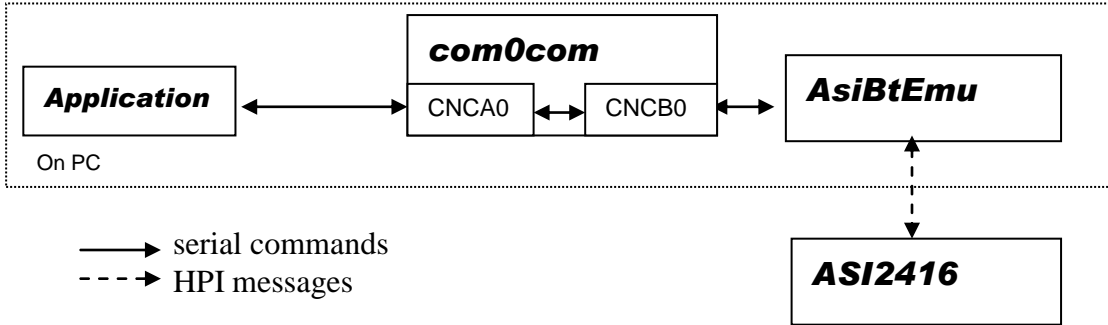 com0com
Application
CNCA0
CNCB0
AsiBtEmu
On PC
serial commands
HPI messages
ASI2416